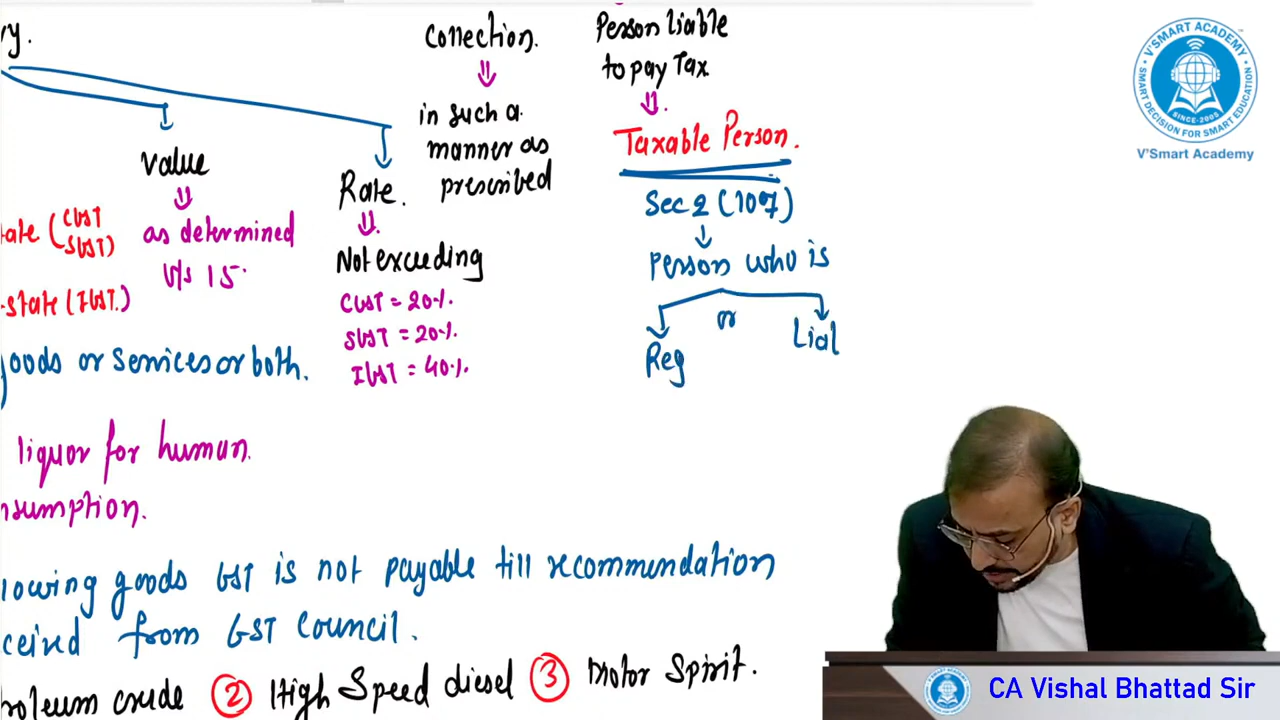 ry.
Collection.
in such a
manner as
prescribed
Person liable
to pay Tax
Taxable Person.
Sec 2 (107)
Person who is
or
Reg
Lial
Value
as determined
u/s 15.
Rate.
Not exceeding
CGST = 20%.
SGST = 20%.
IGST = 40%.
tate (CGST
SGST)
-state (IGST.)
goods or services or both.
liquor for human.
nsumption.
lowing goods GST is not payable till recommendation
ceived from GST Council.
roleum crude ② High Speed diesel ③ Motor Spirit.
V'SMART ACADEMY
SMART DECISION FOR SMART EDUCATION
SINCE-2005
V'Smart Academy
CA Vishal Bhattad Sir